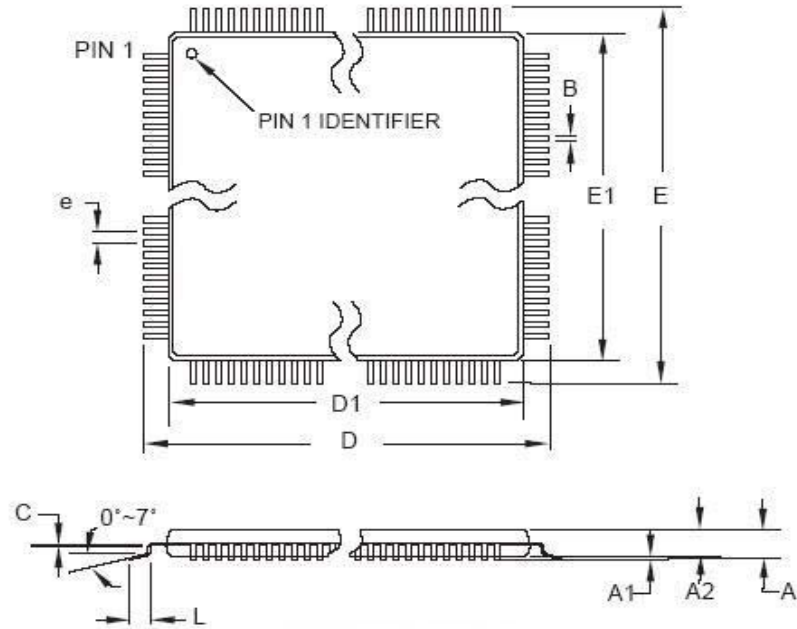 PIN 1
PIN 1 IDENTIFIER
B
e
E1
E
D1
D
C
0°~7°
L
A1
A2
A